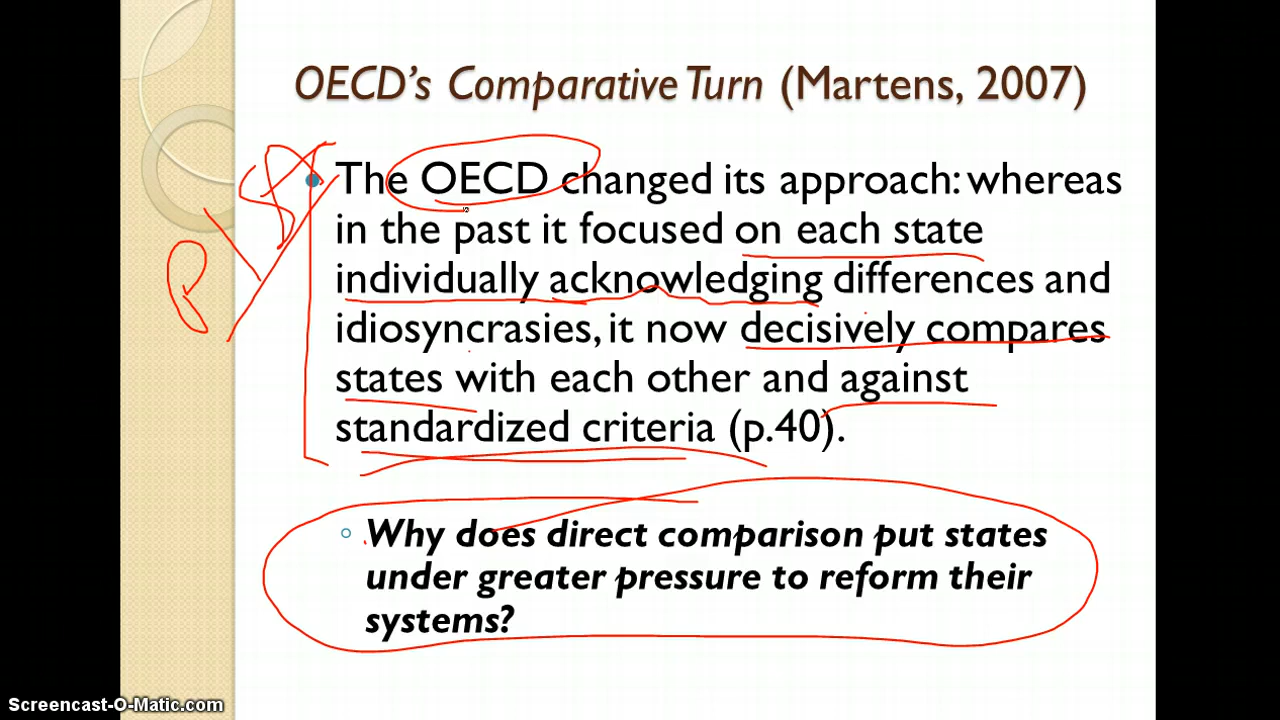 OECD's Comparative Turn (Martens, 2007)
The OECD changed its approach: whereas
in the past it focused on each state
individually acknowledging differences and
idiosyncrasies, it now decisively compares
states with each other and against
standardized criteria (p.40).
Why does direct comparison put states
under greater pressure to reform their
systems?
Screencast-O-Matic.com